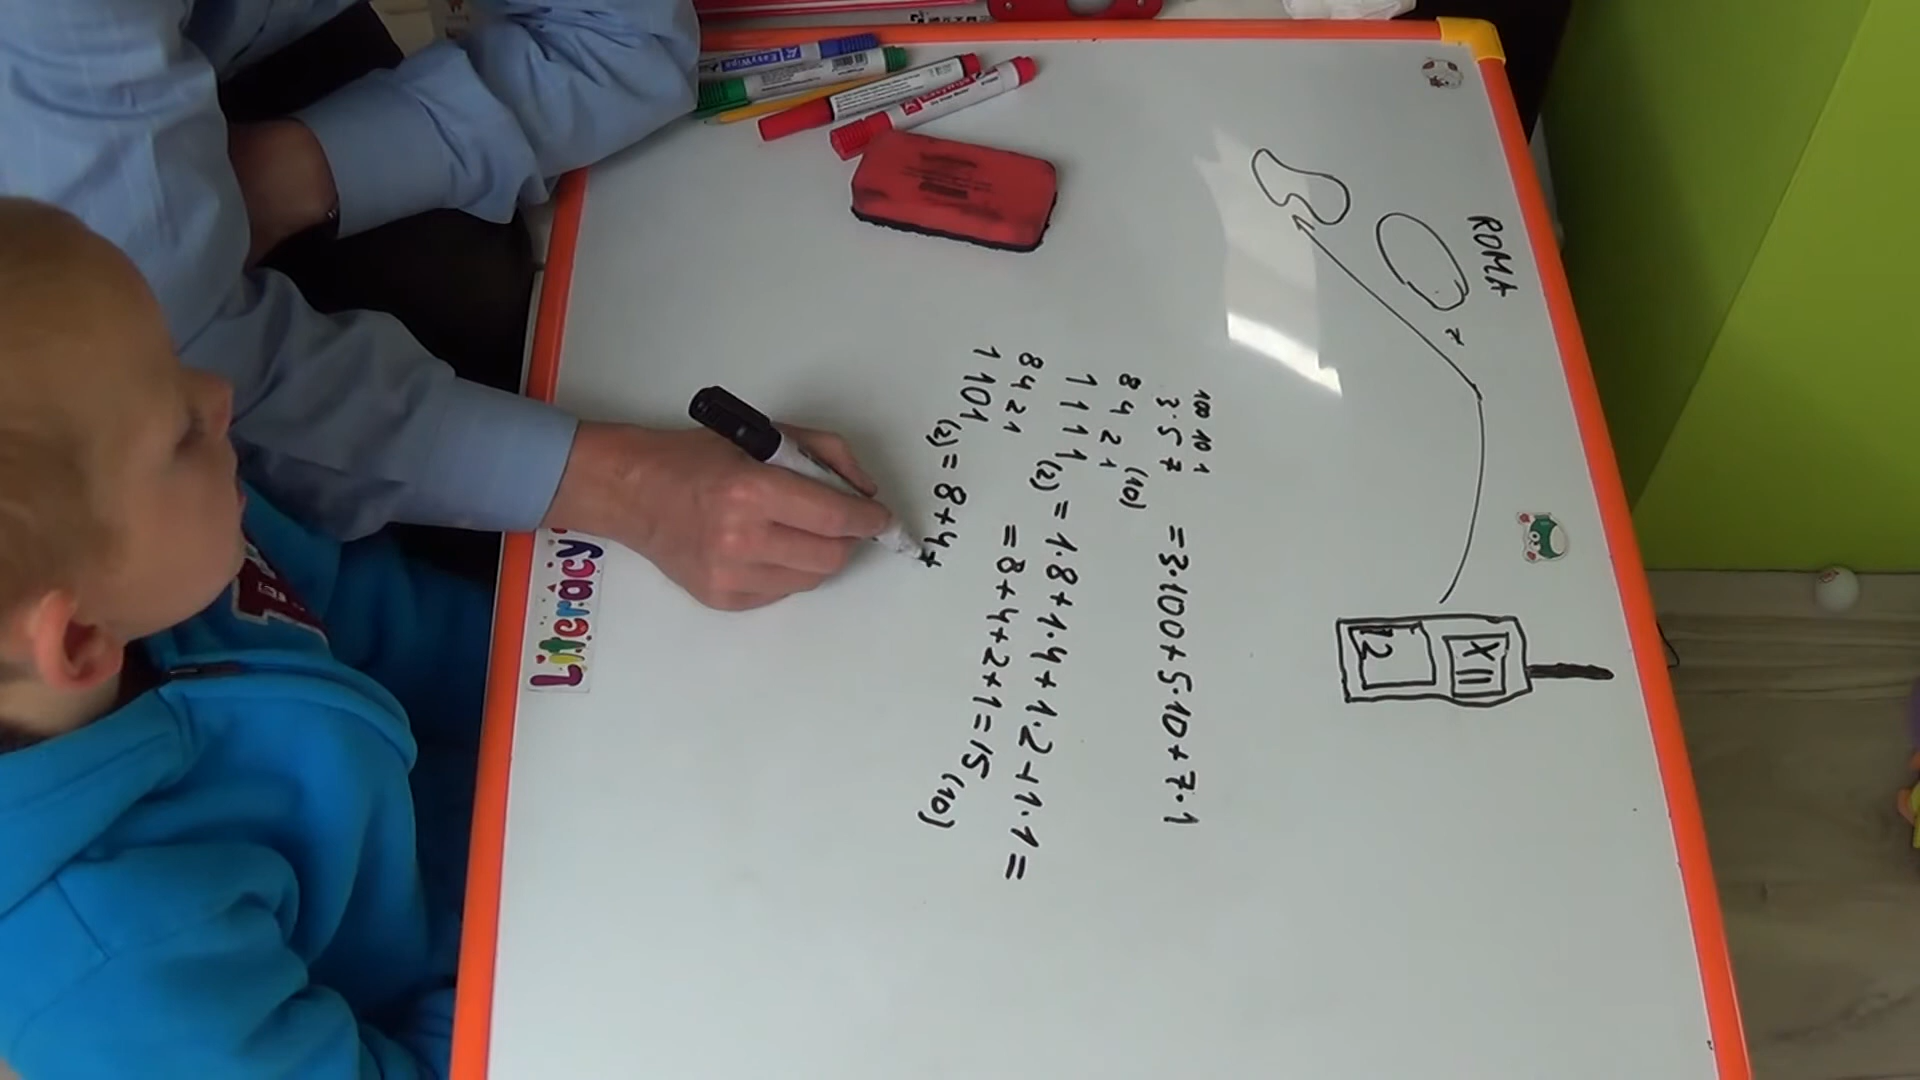 ROMA
XII
12
100 10 1
3·5 7 (10) = 3·100 + 5·10 + 7·1
8 4 2 1
1 1 1 1 (2) = 1·8 + 1·4 + 1·2 + 1·1 =
= 8 + 4 + 2 + 1 = 15 (10)
8 4 2 1
1 1 0 1 (2) = 8 + 4 +
Literacy
EasyWipe